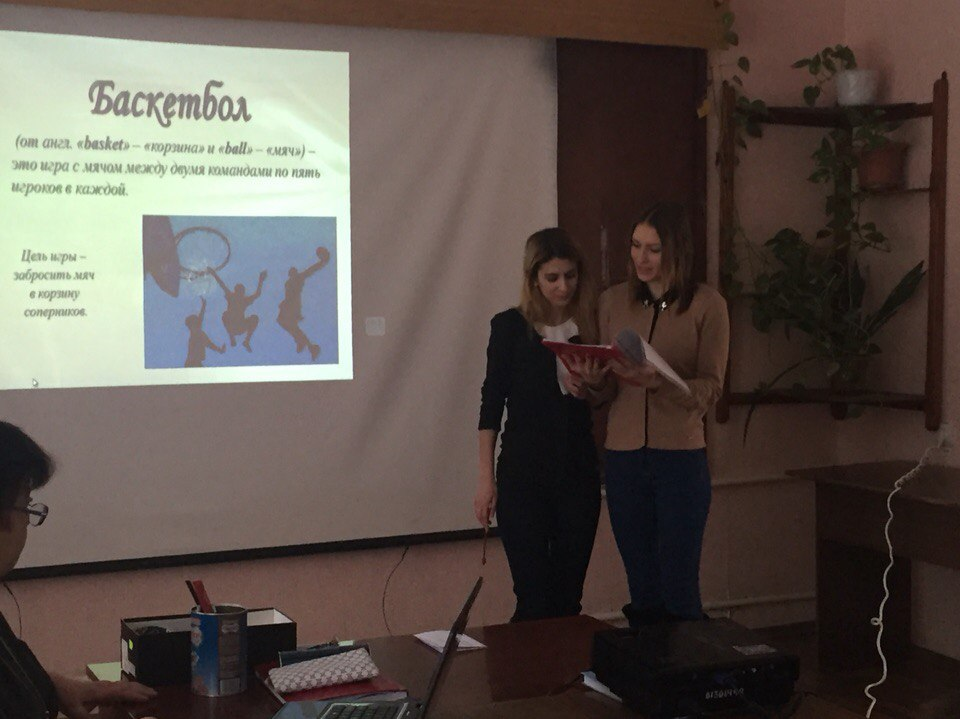 Баскетбол
(от англ. «basket» – «корзина» и «ball» – «мяч») –
это игра с мячом между двумя командами по пять
игроков в каждой.
Цель игры –
забросить мяч
в корзину
соперников.